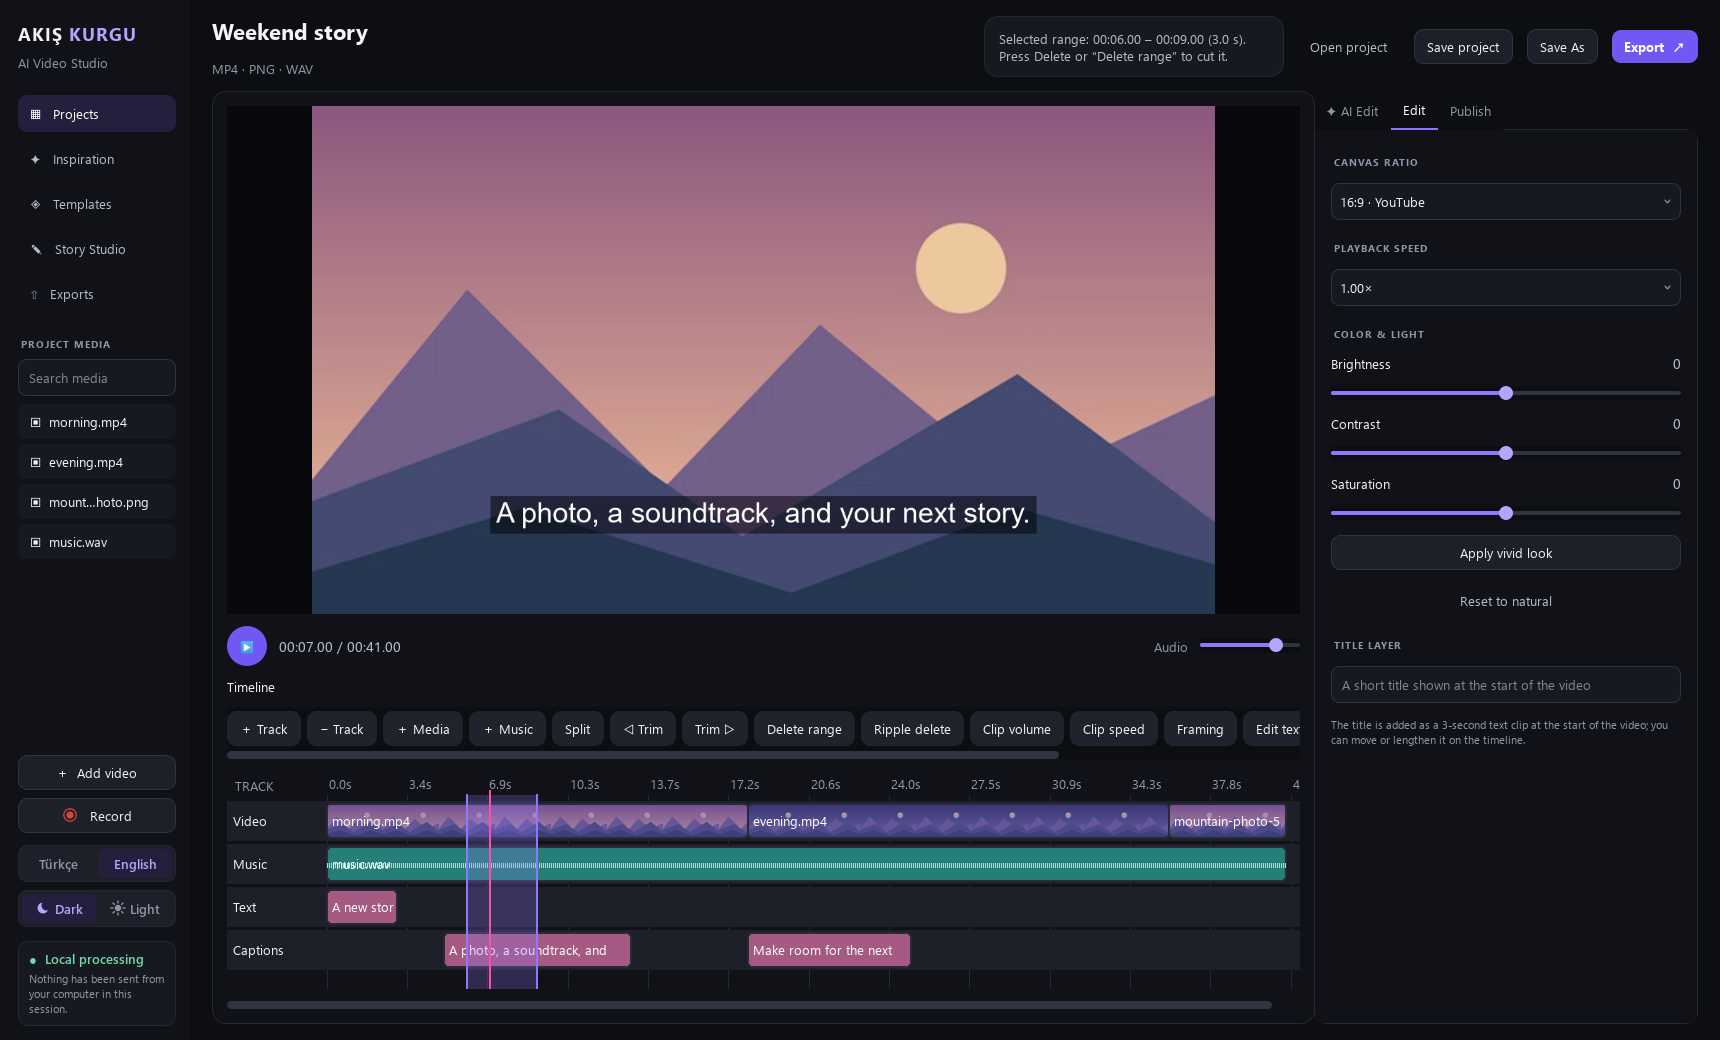 AKIŞ KURGU
AI Video Studio
Projects
Inspiration
Templates
Story Studio
Exports
PROJECT MEDIA
Search media
morning.mp4
evening.mp4
mount...hoto.png
music.wav
+ Add video
Record
Türkçe English
Dark Light
Local processing
Nothing has been sent from
your computer in this
session.
Weekend story
MP4 · PNG · WAV
Selected range: 00:06.00 – 00:09.00 (3.0 s).
Press Delete or "Delete range" to cut it.
Open project
Save project
Save As
Export ↗
A photo, a soundtrack, and your next story.
00:07.00 / 00:41.00
Audio
Timeline
+ Track
− Track
+ Media
+ Music
Split
◁ Trim
Trim ▷
Delete range
Ripple delete
Clip volume
Clip speed
Framing
Edit tex
TRACK 0.0s 3.4s 6.9s 10.3s 13.7s 17.2s 20.6s 24.0s 27.5s 30.9s 34.3s 37.8s 4
Video morning.mp4 evening.mp4 mountain-photo-5
Music music.wav
Text A new stor
Captions A photo, a soundtrack, and Make room for the next
✦ AI Edit
Edit
Publish
CANVAS RATIO
16:9 · YouTube
PLAYBACK SPEED
1.00×
COLOR & LIGHT
Brightness 0
Contrast 0
Saturation 0
Apply vivid look
Reset to natural
TITLE LAYER
A short title shown at the start of the video
The title is added as a 3-second text clip at the start of the video; you
can move or lengthen it on the timeline.